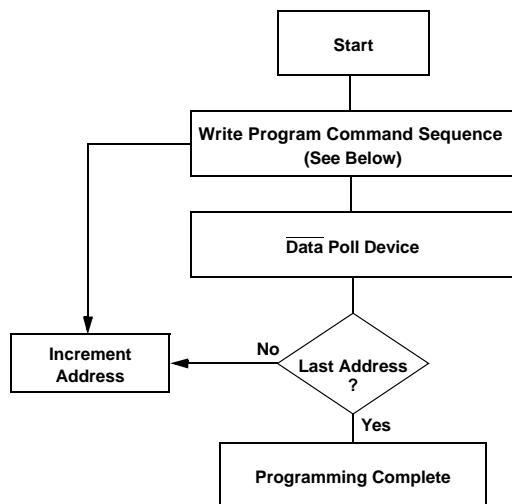 Start
Write Program Command Sequence
(See Below)
Data Poll Device
No
Increment
Address
Last Address
?
Yes
Programming Complete